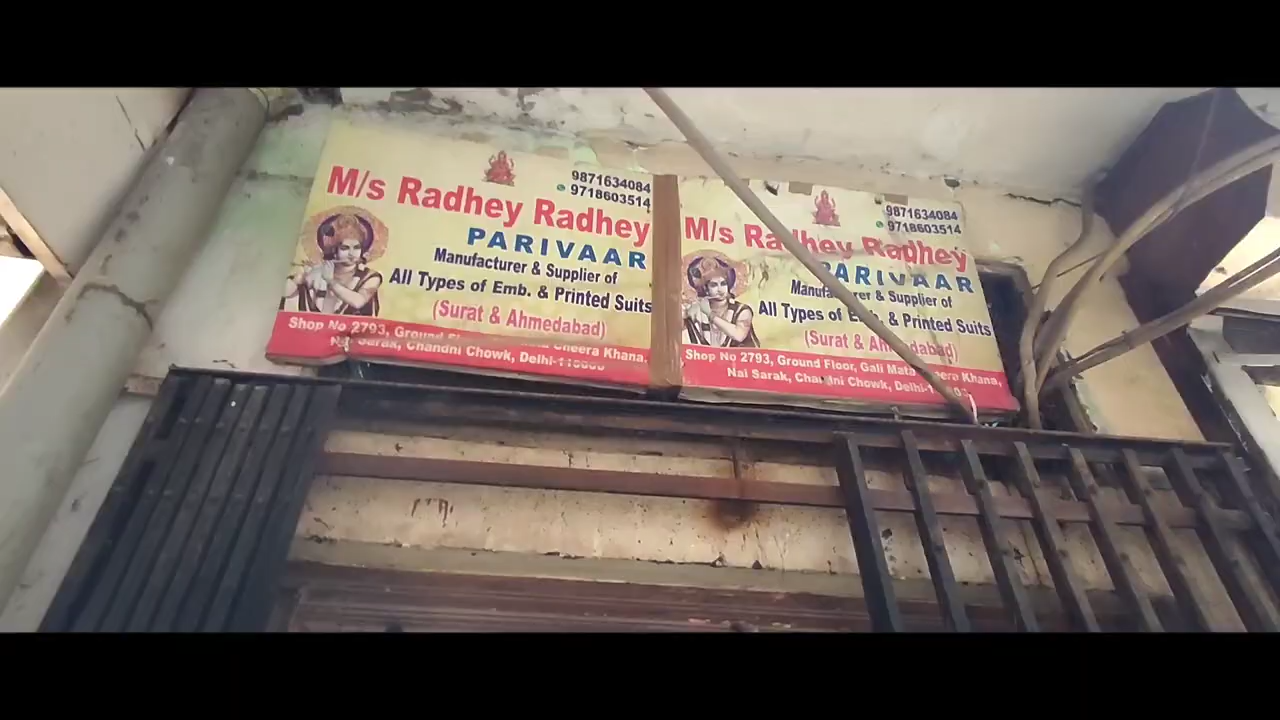 9871634084
9718603514
M/s Radhey Radhey
PARIVAAR
Manufacturer & Supplier of
All Types of Emb. & Printed Suits
(Surat & Ahmedabad)
Shop No 2793, Ground Cheera Khana,
Nai Sarak, Chandni Chowk, Delhi-
9871634084
9718603514
M/s Radhey Radhey
PARIVAAR
Manufacturer & Supplier of
All Types of Emb. & Printed Suits
(Surat & Ahmedabad)
Shop No 2793, Ground Floor, Gali Mata Cheera Khana,
Nai Sarak, Chandni Chowk, Delhi-